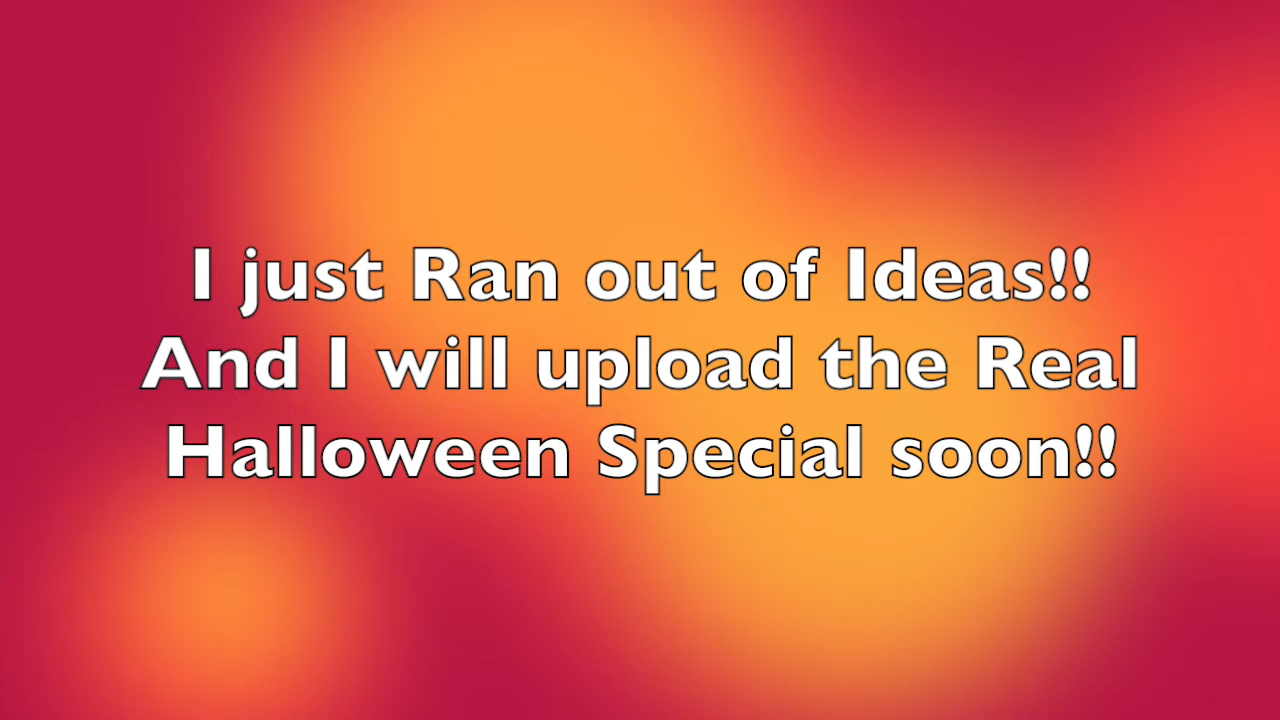 I just Ran out of Ideas!!
And I will upload the Real
Halloween Special soon!!